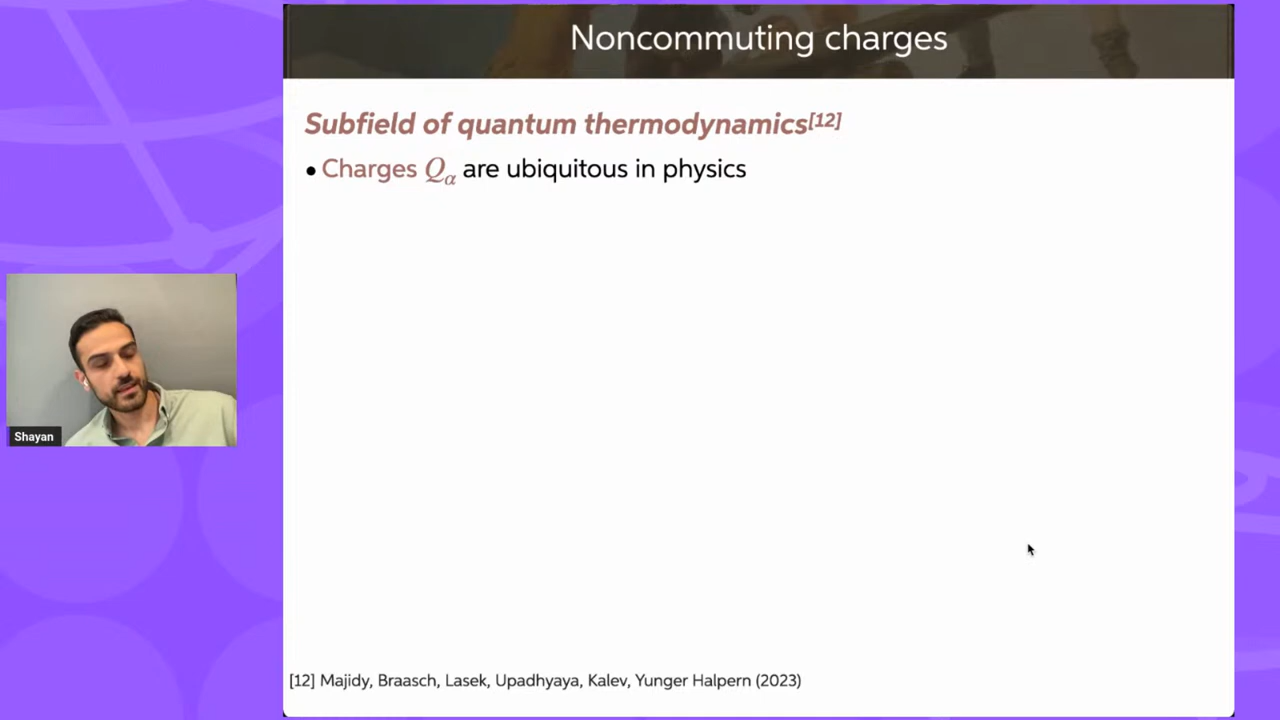 Noncommuting charges
Subfield of quantum thermodynamics[12]
• Charges Qα are ubiquitous in physics
Shayan
[12] Majidy, Braasch, Lasek, Upadhyaya, Kalev, Yunger Halpern (2023)